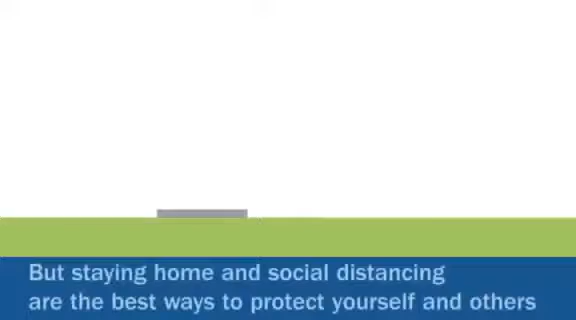 But staying home and social distancing
are the best ways to protect yourself and others